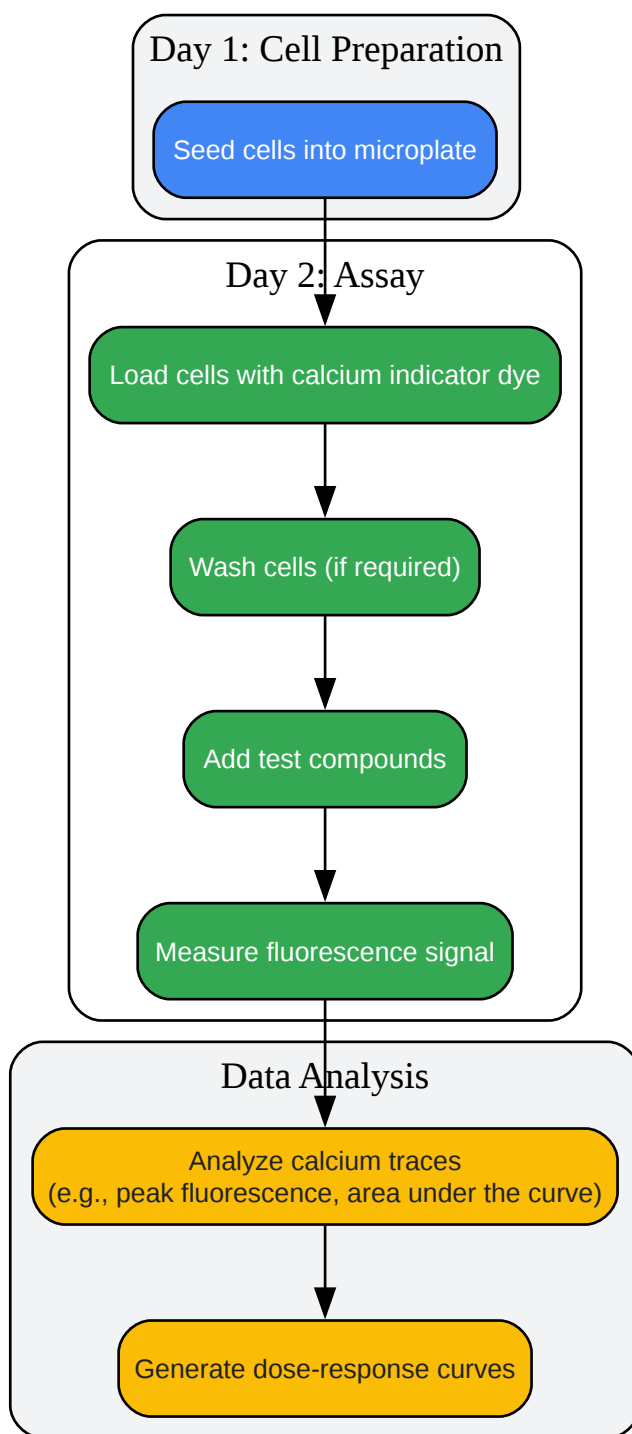 Day 1: Cell Preparation
Seed cells into microplate
Day 2: Assay
Load cells with calcium indicator dye
Wash cells (if required)
Add test compounds
Measure fluorescence signal
Data Analysis
Analyze calcium traces
(e.g., peak fluorescence, area under the curve)
Generate dose-response curves